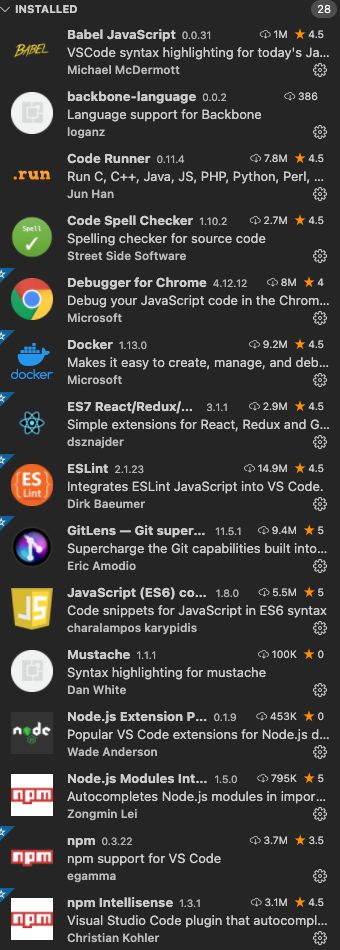 INSTALLED 28
Babel JavaScript 0.0.31 1M 4.5
BABEL VSCode syntax highlighting for today's Ja...
Michael McDermott
backbone-language 0.0.2 386
Language support for Backbone
loganz
Code Runner 0.11.4 7.8M 4.5
.run Run C, C++, Java, JS, PHP, Python, Perl, ...
Jun Han
Code Spell Checker 1.10.2 2.7M 4.5
Spell Spelling checker for source code
Street Side Software
Debugger for Chrome 4.12.12 8M 4
Debug your JavaScript code in the Chrom...
Microsoft
Docker 1.13.0 9.2M 4.5
Makes it easy to create, manage, and deb...
docker Microsoft
ES7 React/Redux/... 3.1.1 2.9M 4.5
Simple extensions for React, Redux and G...
dsznajder
ESLint 2.1.23 14.9M 4.5
ES Lint Integrates ESLint JavaScript into VS Code.
Dirk Baeumer
GitLens — Git super... 11.5.1 9.4M 5
Supercharge the Git capabilities built into...
Eric Amodio
JavaScript (ES6) co... 1.8.0 5.5M 5
JS Code snippets for JavaScript in ES6 syntax
charalampos karypidis
Mustache 1.1.1 100K 0
Syntax highlighting for mustache
Dan White
Node.js Extension P... 0.1.9 453K 0
node Popular VS Code extensions for Node.js d...
Wade Anderson
Node.js Modules Int... 1.5.0 795K 5
npm Autocompletes Node.js modules in impor...
Zongmin Lei
npm 0.3.22 3.7M 3.5
npm npm support for VS Code
egamma
npm Intellisense 1.3.1 3.1M 4.5
npm Visual Studio Code plugin that autocompl...
Christian Kohler